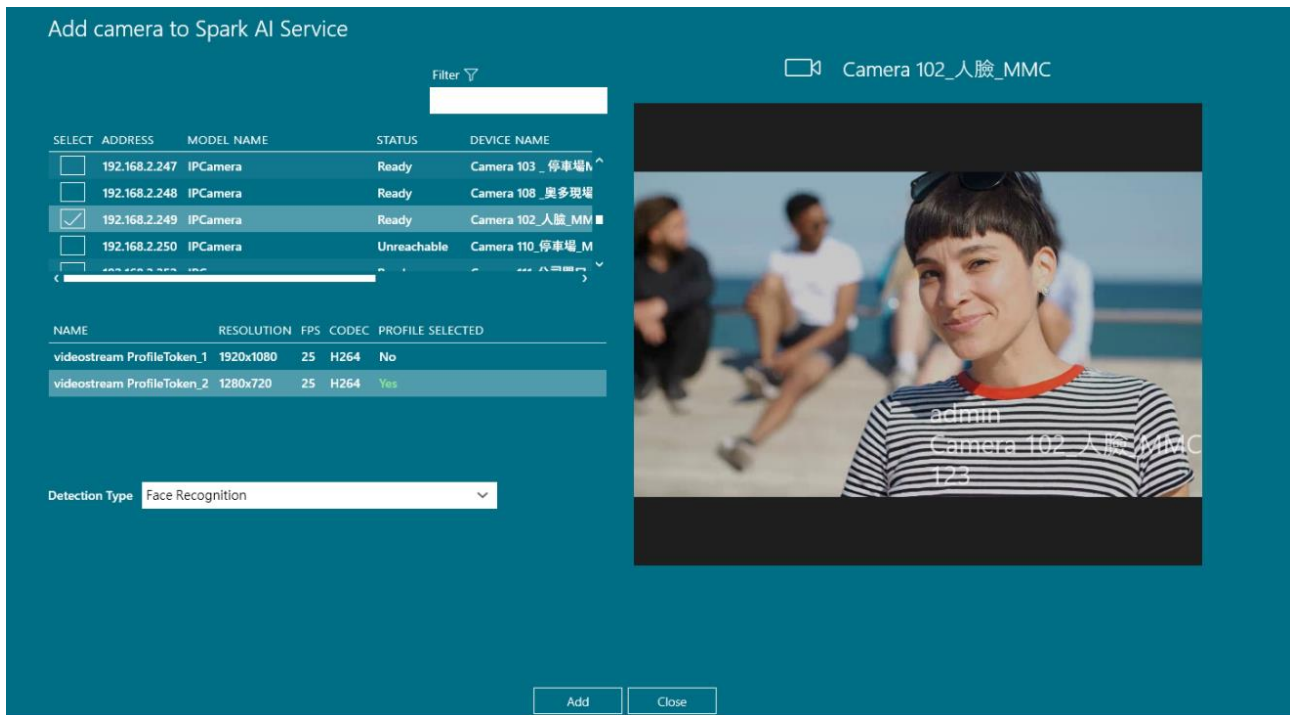 Add camera to Spark AI Service
Camera 102_人臉_MMC
Filter
SELECT ADDRESS MODEL NAME STATUS DEVICE NAME
192.168.2.247 IPCamera Ready Camera 103 _ 停車場
192.168.2.248 IPCamera Ready Camera 108 _奧多現場
192.168.2.249 IPCamera Ready Camera 102_人臉_MM
192.168.2.250 IPCamera Unreachable Camera 110_停車場_M
NAME RESOLUTION FPS CODEC PROFILE SELECTED
videostream ProfileToken_1 1920x1080 25 H264 No
videostream ProfileToken_2 1280x720 25 H264 Yes
admin
Camera 102_人臉_MMC
123
Detection Type Face Recognition
Add Close